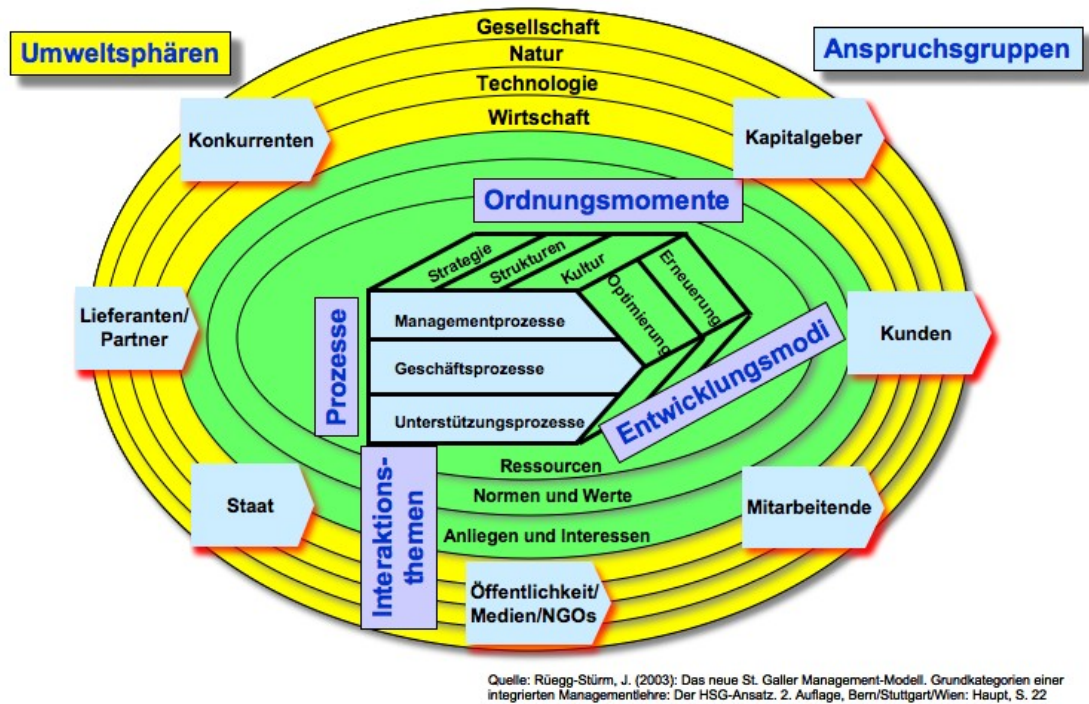 Gesellschaft
Umweltsphären
Natur
Anspruchsgruppen
Technologie
Wirtschaft
Konkurrenten
Kapitalgeber
Ordnungsmomente
Strategie
Strukturen
Kultur
Optimierung
Erneuerung
Lieferanten/
Partner
Prozesse
Managementprozesse
Geschäftsprozesse
Unterstützungsprozesse
Entwicklungsmodi
Kunden
Ressourcen
Normen und Werte
Anliegen und Interessen
Interaktions-
themen
Staat
Mitarbeitende
Öffentlichkeit/
Medien/NGOs
Quelle: Rüegg-Stürm, J. (2003): Das neue St. Galler Management-Modell. Grundkategorien einer
integrierten Managementlehre: Der HSG-Ansatz. 2. Auflage, Bern/Stuttgart/Wien: Haupt, S. 22